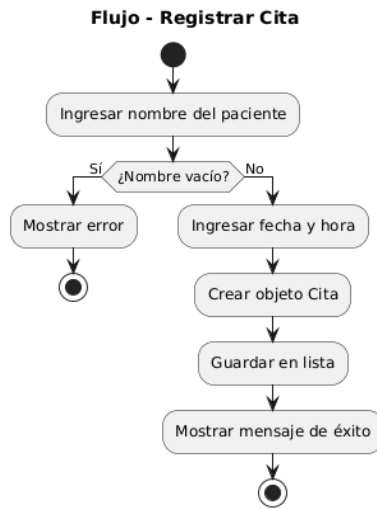 Flujo - Registrar Cita
Ingresar nombre del paciente
Sí
¿Nombre vacío?
No
Mostrar error
Ingresar fecha y hora
Crear objeto Cita
Guardar en lista
Mostrar mensaje de éxito